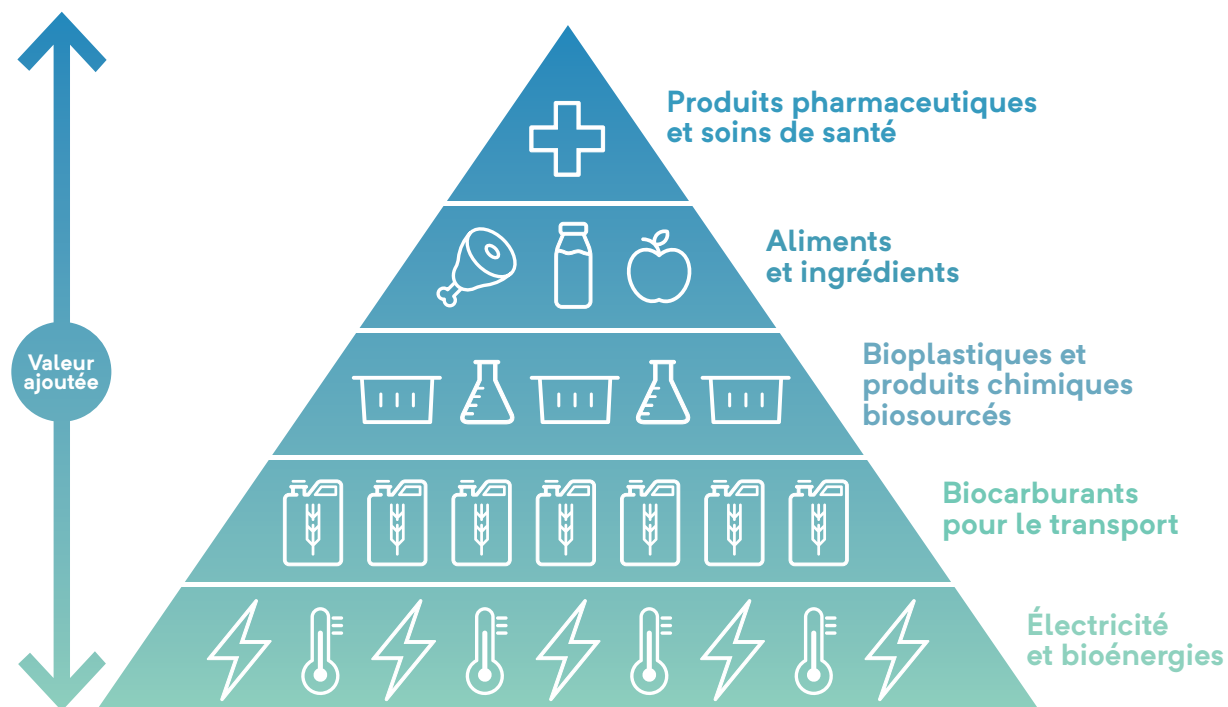 Produits pharmaceutiques
et soins de santé
Aliments
et ingrédients
Valeur
ajoutée
Bioplastiques et
produits chimiques
biosourcés
Biocarburants
pour le transport
Électricité
et bioénergies